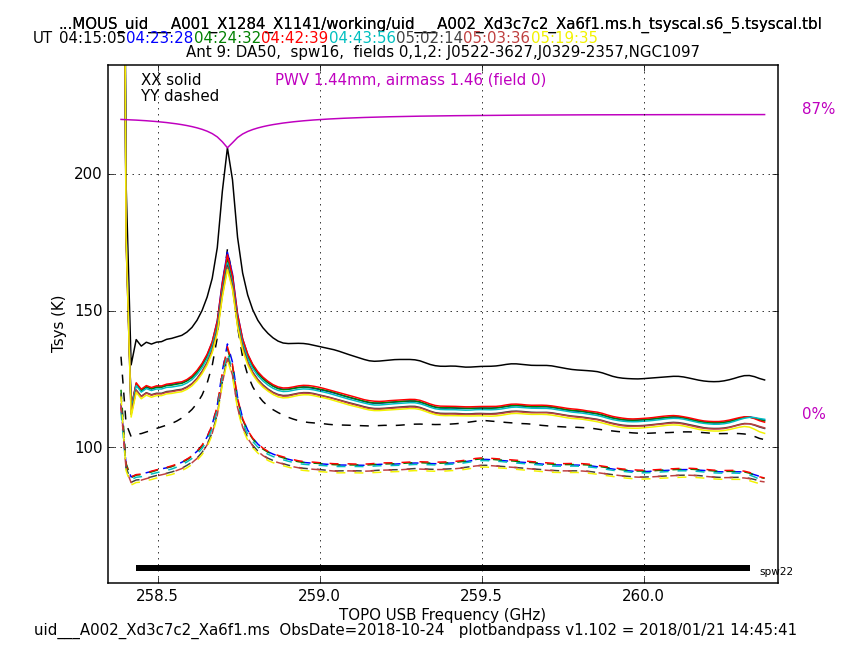 ...MOUS_uid___A001_X1284_X1141/working/uid___A002_Xd3c7c2_Xa6f1.ms.h_tsyscal.s6_5.tsyscal.tbl
UT 04:15:05 04:23:28 04:24:32 04:42:39 04:43:56 05:02:14 05:03:36 05:19:35
Ant 9: DA50, spw16, fields 0,1,2: J0522-3627,J0329-2357,NGC1097
XX solid
PWV 1.44mm, airmass 1.46 (field 0)
YY dashed
87%
200
150
Tsys (K)
0%
100
spw22
258.5 259.0 259.5 260.0
TOPO USB Frequency (GHz)
uid___A002_Xd3c7c2_Xa6f1.ms ObsDate=2018-10-24 plotbandpass v1.102 = 2018/01/21 14:45:41